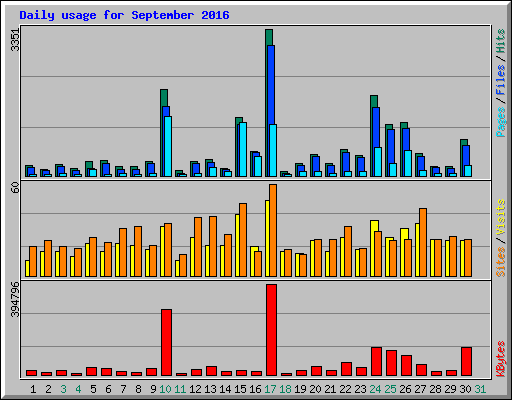 Daily usage for September 2016
3351
Pages / Files / Hits
60
Sites / Visits
394796
KBytes
1 2 3 4 5 6 7 8 9 10 11 12 13 14 15 16 17 18 19 20 21 22 23 24 25 26 27 28 29 30 31